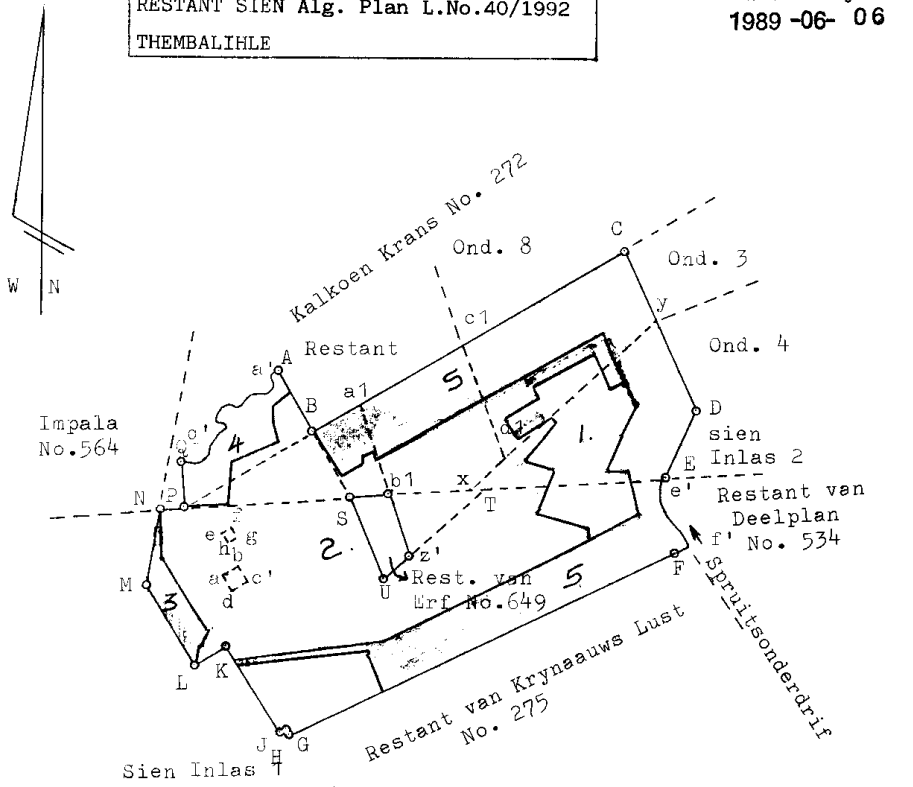 RESTANT SIEN Alg. Plan L.No.40/1992
THEMBALIHLE
1989 -06- 06
Kalkoen Krans No. 272
C
Ond. 8
Ond. 3
W N
y
c1
A
Restant
a'
Ond. 4
5
B
a1
Impala
No.564
4
D
1.
sien
Inlas 2
E
e'
x
b1
N
P
S
T
Restant van
Deelplan
No. 534
e
g
h
b
2.
z'
f'
F
a
c'
M
d
U
Rest. van
Erf No.649
5
3
Spruitsonderdrif
K
L
Restant van Krynaauws Lust
No. 275
J
H
G
Sien Inlas 1